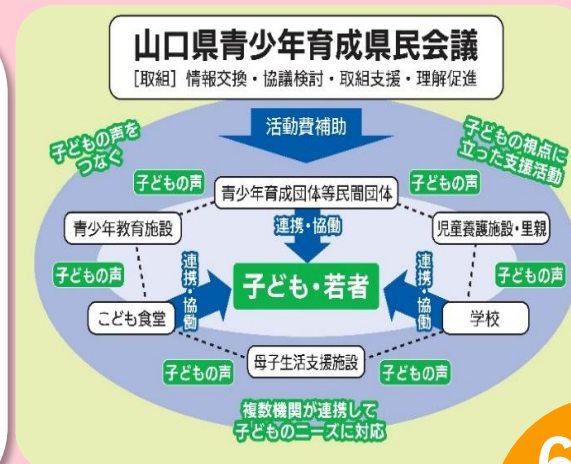 山口県青少年育成県民会議
[取組] 情報交換・協議検討・取組支援・理解促進
活動費補助
子どもの声を
つなぐ
子どもの視点に
立った支援活動
子どもの声
子どもの声
青少年育成団体等民間団体
青少年教育施設
連携・協働
児童養護施設・里親
子どもの声
連携・協働
子ども・若者
連携・協働
子どもの声
こども食堂
学校
子どもの声
母子生活支援施設
子どもの声
複数機関が連携して
子どものニーズに対応
6